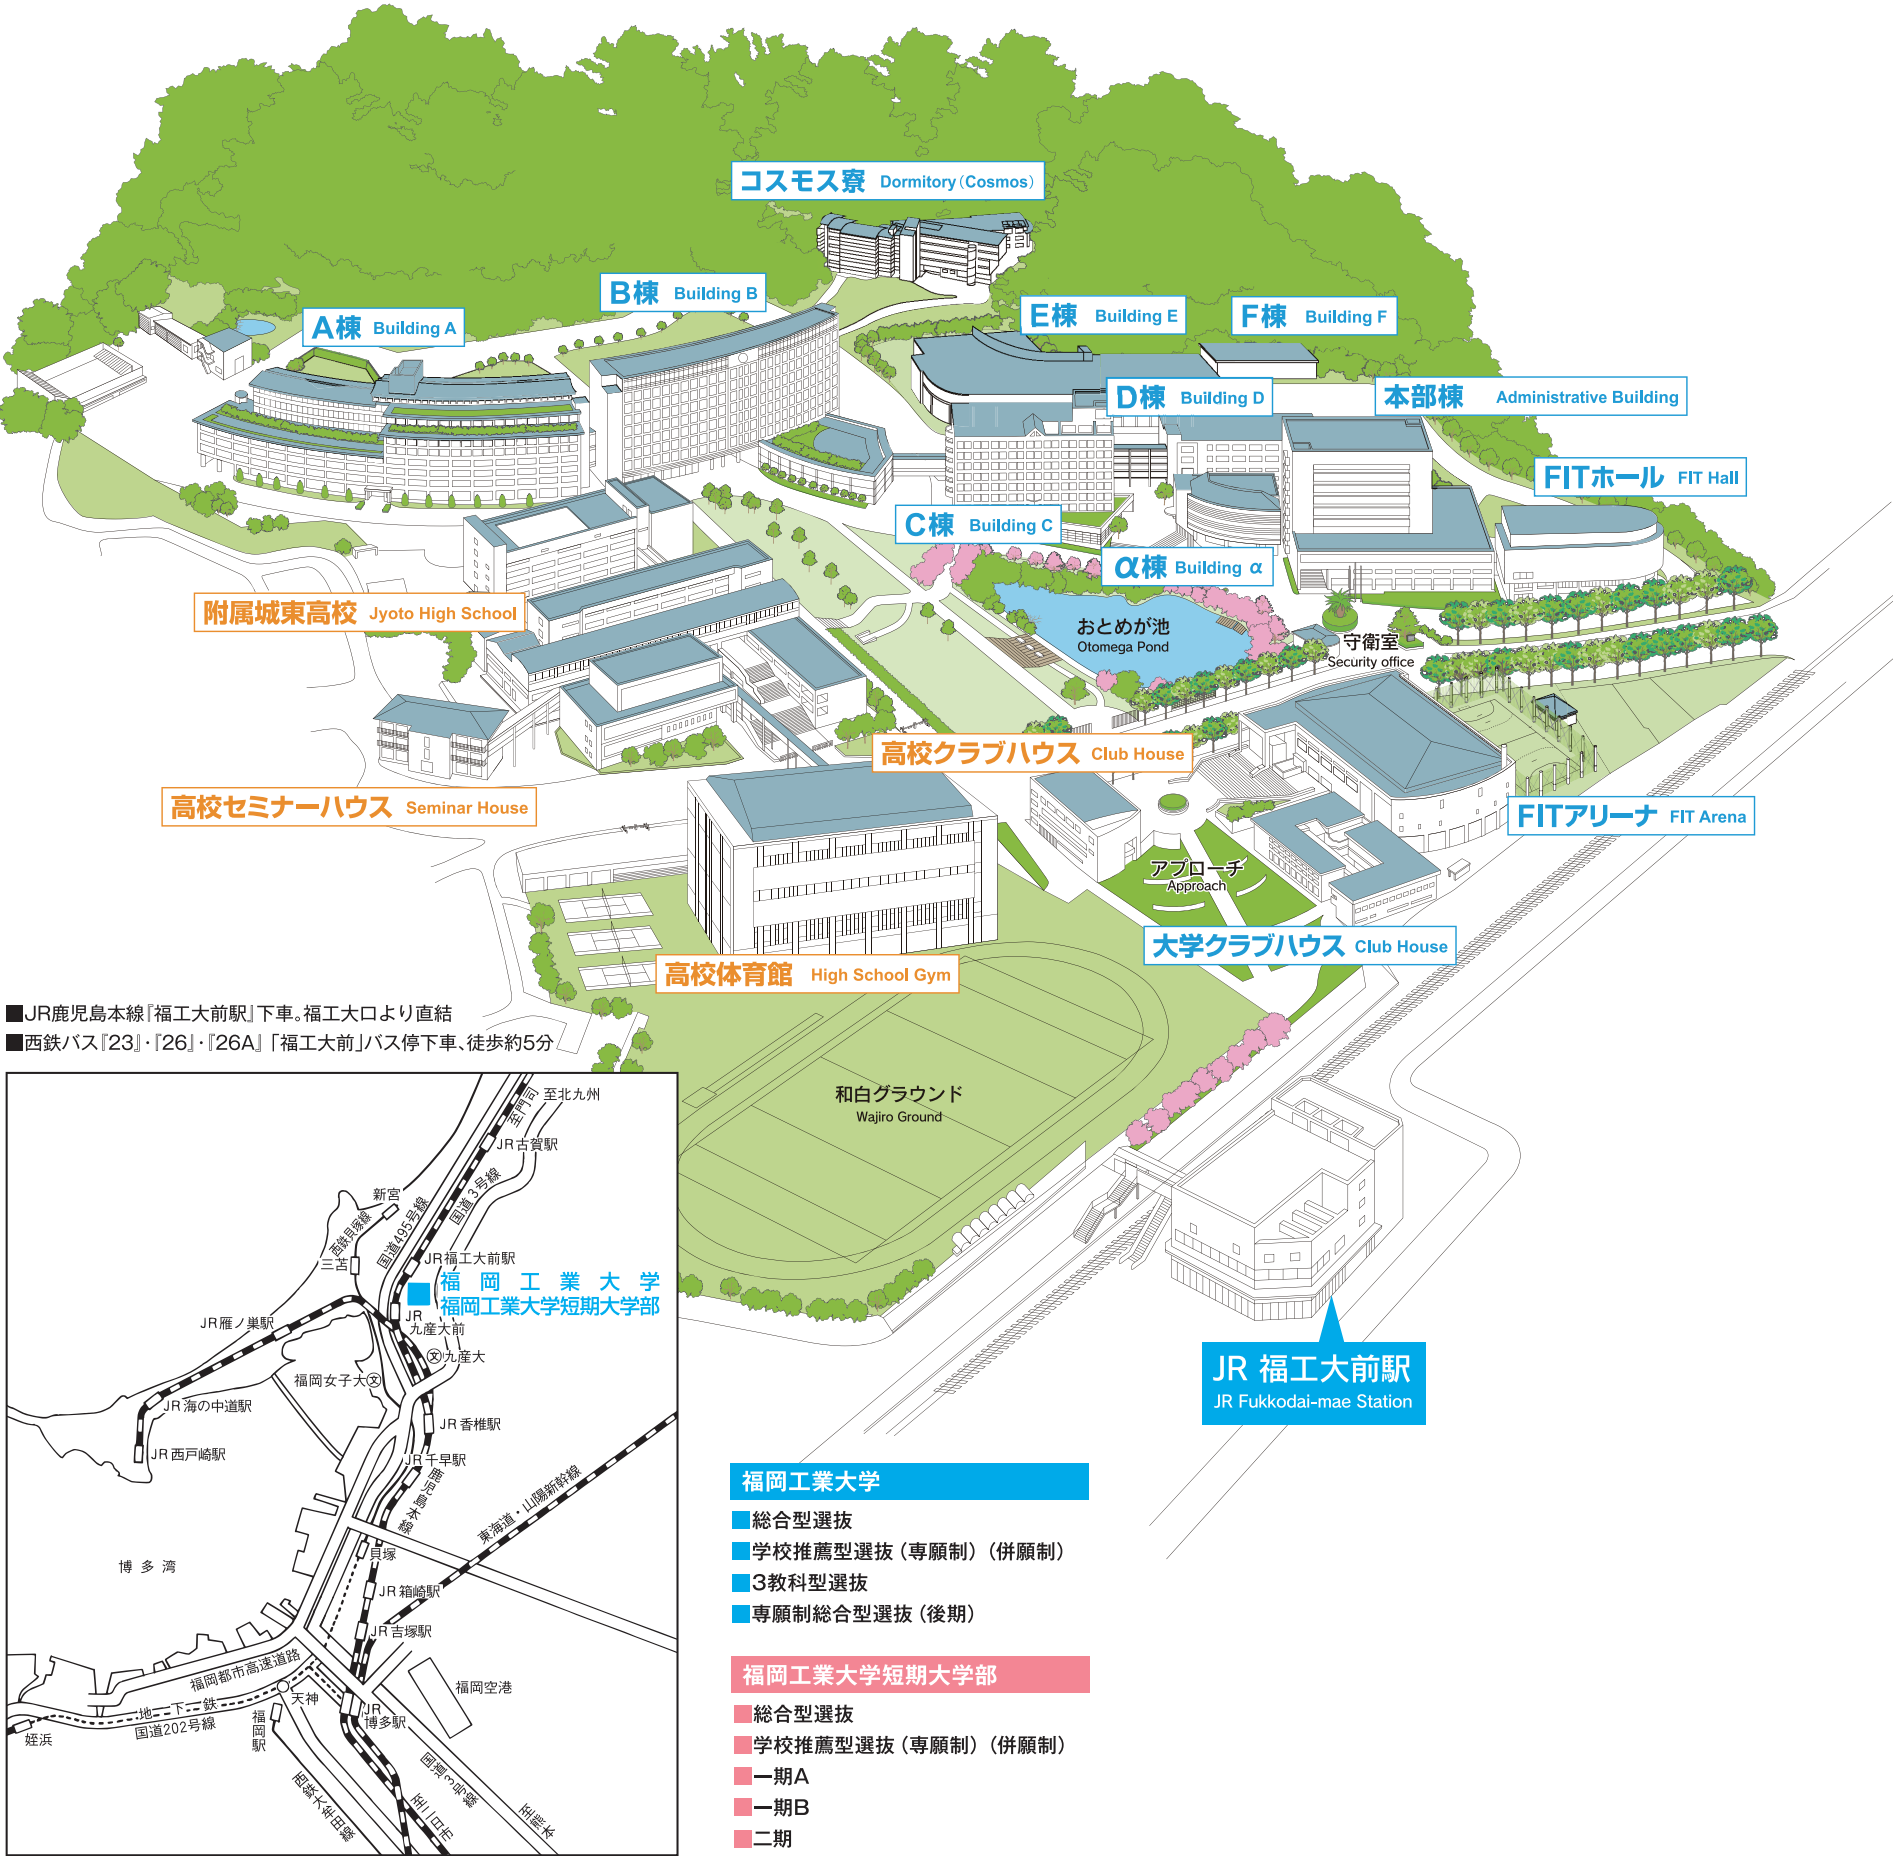 コスモス寮 Dormitory（Cosmos）
B棟 Building B
A棟 Building A
E棟 Building E
F棟 Building F
D棟 Building D
本部棟 Administrative Building
FITホール FIT Hall
C棟 Building C
α棟 Building α
附属城東高校 Jyoto High School
おとめが池
Otomega Pond
守衛室
Security office
高校クラブハウス Club House
高校セミナーハウス Seminar House
FITアリーナ FIT Arena
アプローチ
Approach
大学クラブハウス Club House
高校体育館 High School Gym
■JR鹿児島本線『福工大前駅』下車。福工大口より直結
■西鉄バス『23』・『26』・『26A』「福工大前」バス停下車、徒歩約5分
和白グラウンド
Wajiro Ground
JR 福工大前駅
JR Fukkodai-mae Station
至門司
至北九州
JR古賀駅
国道3号線
新宮
西鉄貝塚線
国道495号線
三苫
JR福工大前駅
福岡工業大学
福岡工業大学短期大学部
JR雁ノ巣駅
JR
九産大前
文九産大
福岡女子大文
JR海の中道駅
JR香椎駅
JR西戸崎駅
JR千早駅
鹿児島本線
東海道・山陽新幹線
貝塚
博多湾
JR箱崎駅
JR吉塚駅
福岡都市高速道路
福岡空港
天神
地下鉄
国道202号線
姪浜
福岡駅
JR
博多駅
国道3号線
西鉄大牟田線
至二日市
至熊本
福岡工業大学
■総合型選抜
■学校推薦型選抜（専願制）（併願制）
■3教科型選抜
■専願制総合型選抜（後期）
福岡工業大学短期大学部
■総合型選抜
■学校推薦型選抜（専願制）（併願制）
■一期A
■一期B
■二期